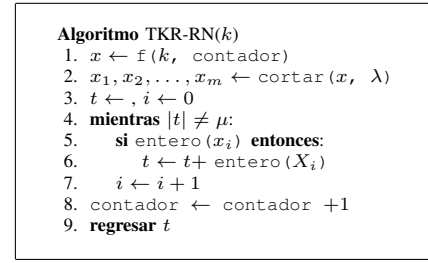 Algoritmo TKR-RN(k)
1. x ← f(k, contador)
2. x₁, x₂, . . . , xₘ ← cortar(x, λ)
3. t ← , i ← 0
4. mientras |t| ≠ μ:
5. si entero(xᵢ) entonces:
6. t ← t+ entero(Xᵢ)
7. i ← i + 1
8. contador ← contador +1
9. regresar t